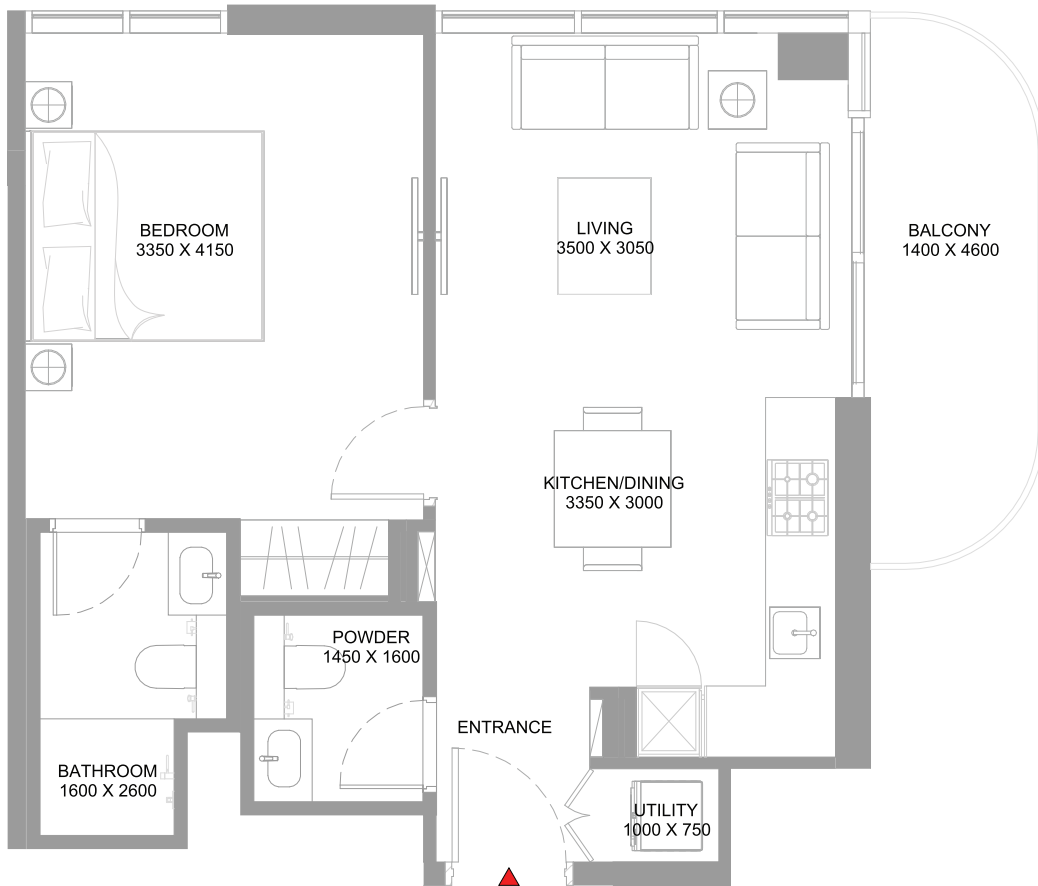 BEDROOM
3350 X 4150
LIVING
3500 X 3050
BALCONY
1400 X 4600
KITCHEN/DINING
3350 X 3000
POWDER
1450 X 1600
ENTRANCE
BATHROOM
1600 X 2600
UTILITY
1000 X 750